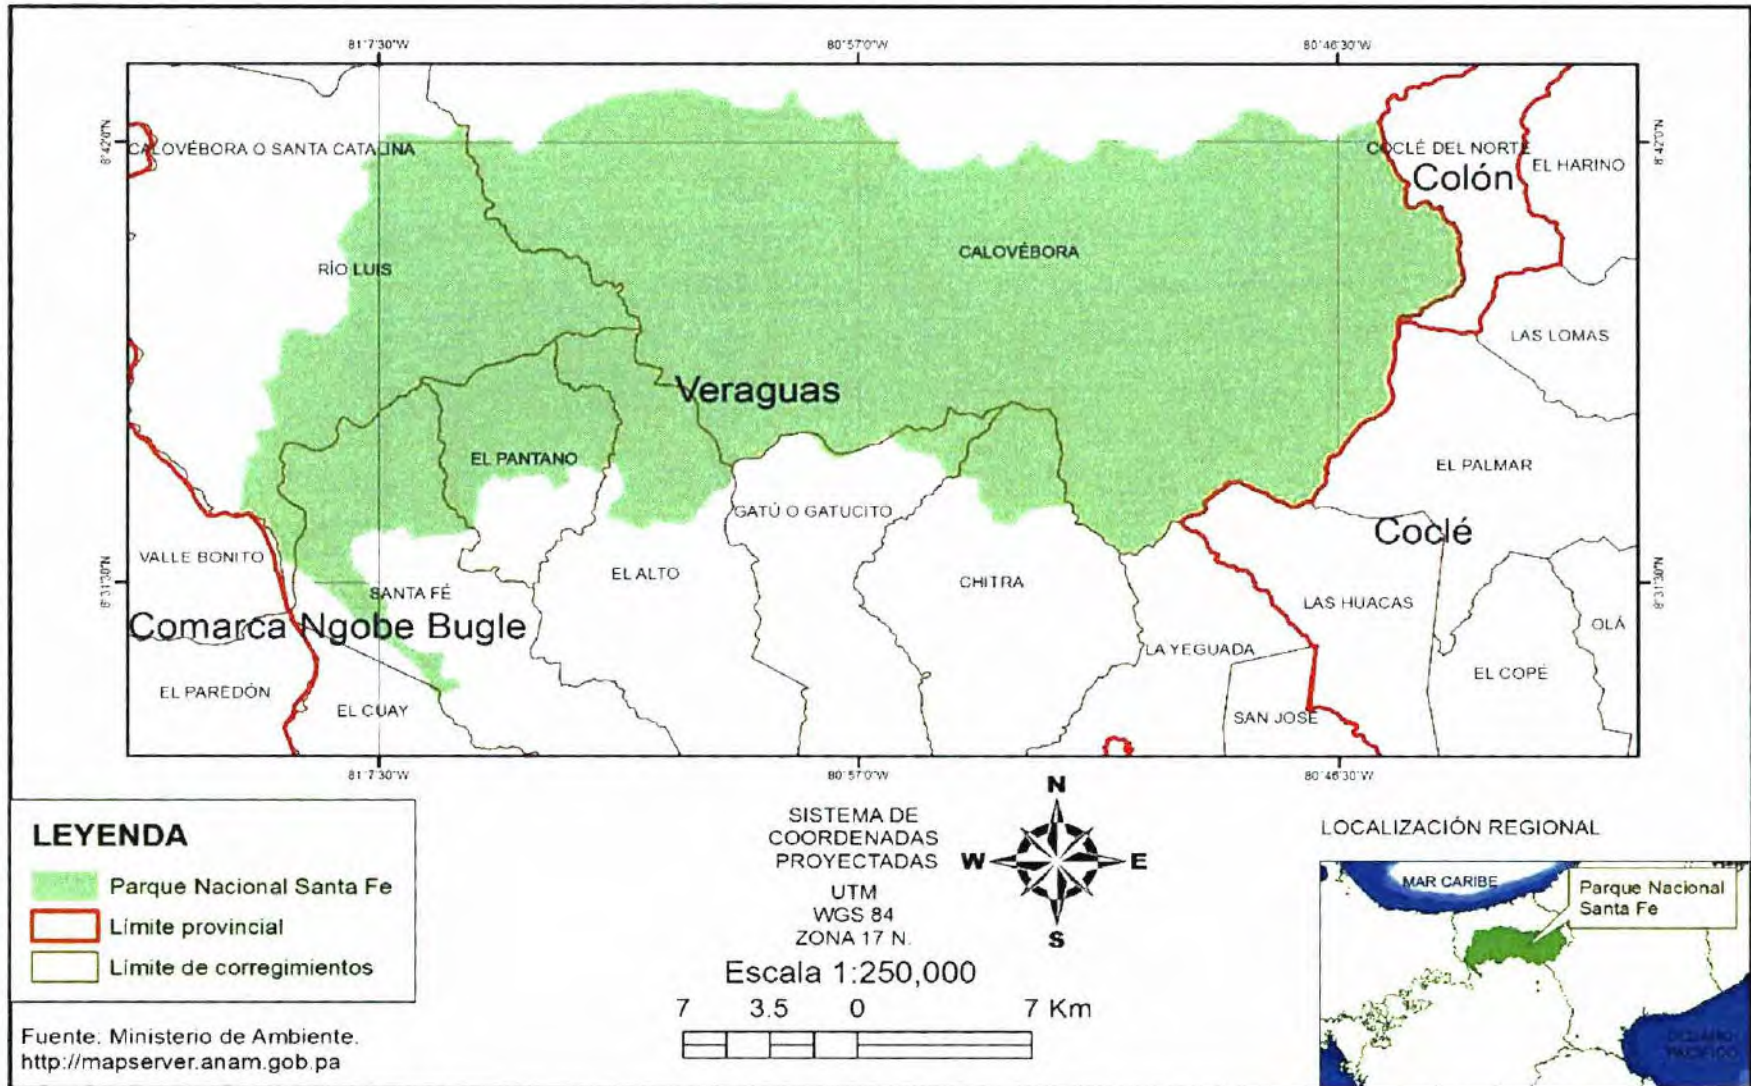 81°7'30"W
80°57'0"W
80°46'30"W
8°42'0"N
8°42'0"N
CALOVÉBORA O SANTA CATALINA
COCLÉ DEL NORTE
EL HARINO
Colón
CALOVÉBORA
RÍO LUIS
LAS LOMAS
Veraguas
EL PANTANO
EL PALMAR
GATÚ O GATUCITO
Coclé
VALLE BONITO
EL ALTO
CHITRA
SANTA FÉ
LAS HUACAS
8°31'30"N
8°31'30"N
OLÁ
Comarca Ngobe Bugle
LA YEGUADA
EL COPÉ
EL PAREDÓN
EL CUAY
SAN JOSÉ
81°7'30"W
80°57'0"W
80°46'30"W
LEYENDA
Parque Nacional Santa Fe
Límite provincial
Límite de corregimientos
Fuente: Ministerio de Ambiente.
http://mapserver.anam.gob.pa
SISTEMA DE
COORDENADAS
PROYECTADAS
UTM
WGS 84
ZONA 17 N.
Escala 1:250,000
7 3.5 0 7 Km
N
W E
S
LOCALIZACIÓN REGIONAL
MAR CARIBE
Parque Nacional
Santa Fe
OCÉANO
PACÍFICO